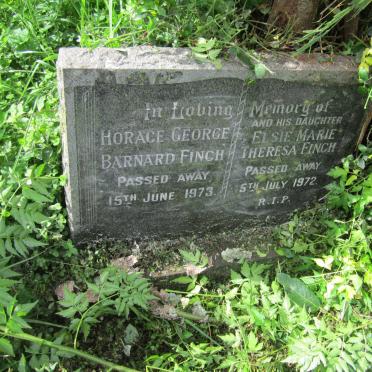 In Loving Memory of
HORACE GEORGE
BARNARD FINCH
PASSED AWAY
15TH JUNE 1973
AND HIS DAUGHTER
ELSIE MARIE
THERESA FINCH
PASSED AWAY
15TH JULY 1972
R.I.P.